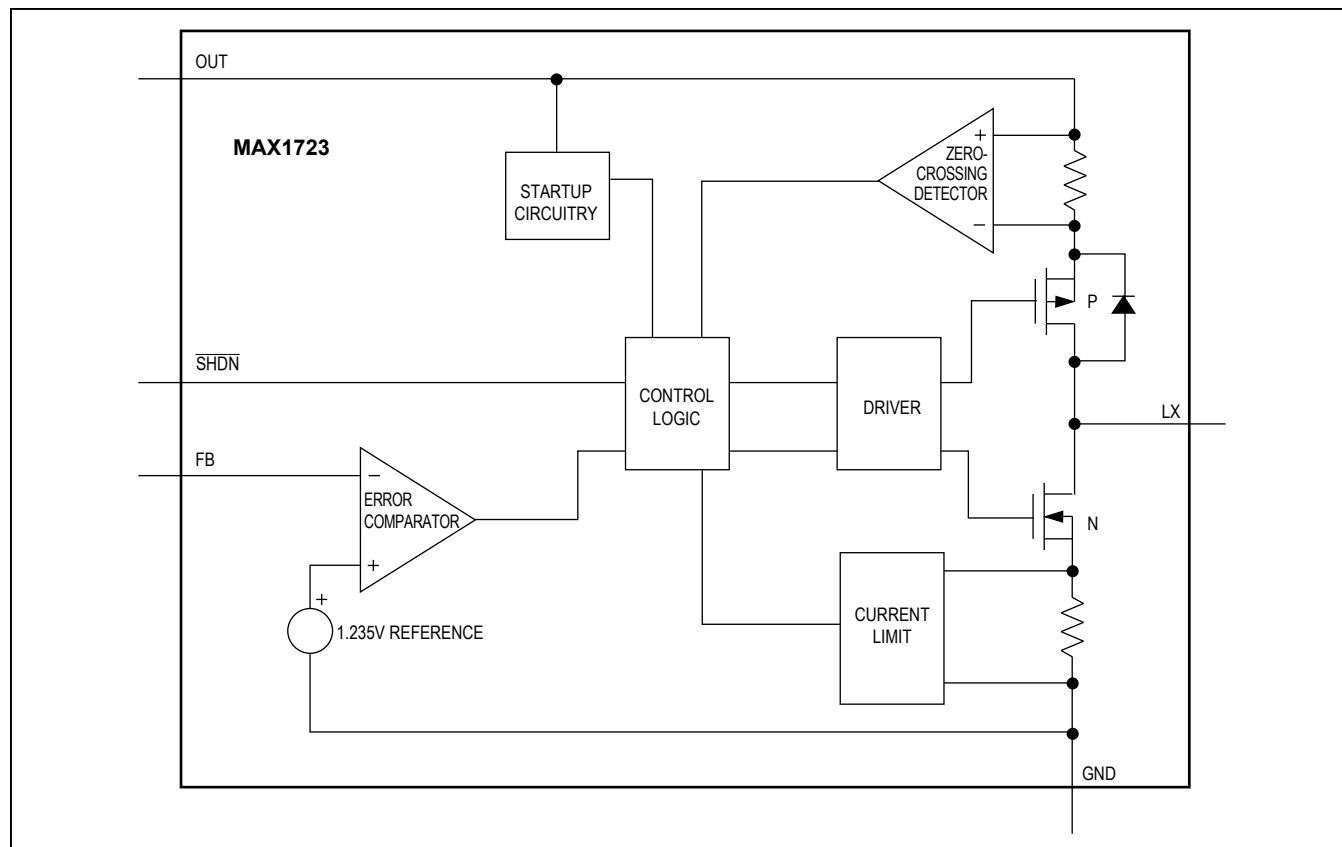 OUT
MAX1723
STARTUP
CIRCUITRY
+
ZERO-
CROSSING
DETECTOR
−
P
SHDN
CONTROL
LOGIC
DRIVER
LX
FB
−
ERROR
COMPARATOR
+
N
+
1.235V REFERENCE
CURRENT
LIMIT
GND